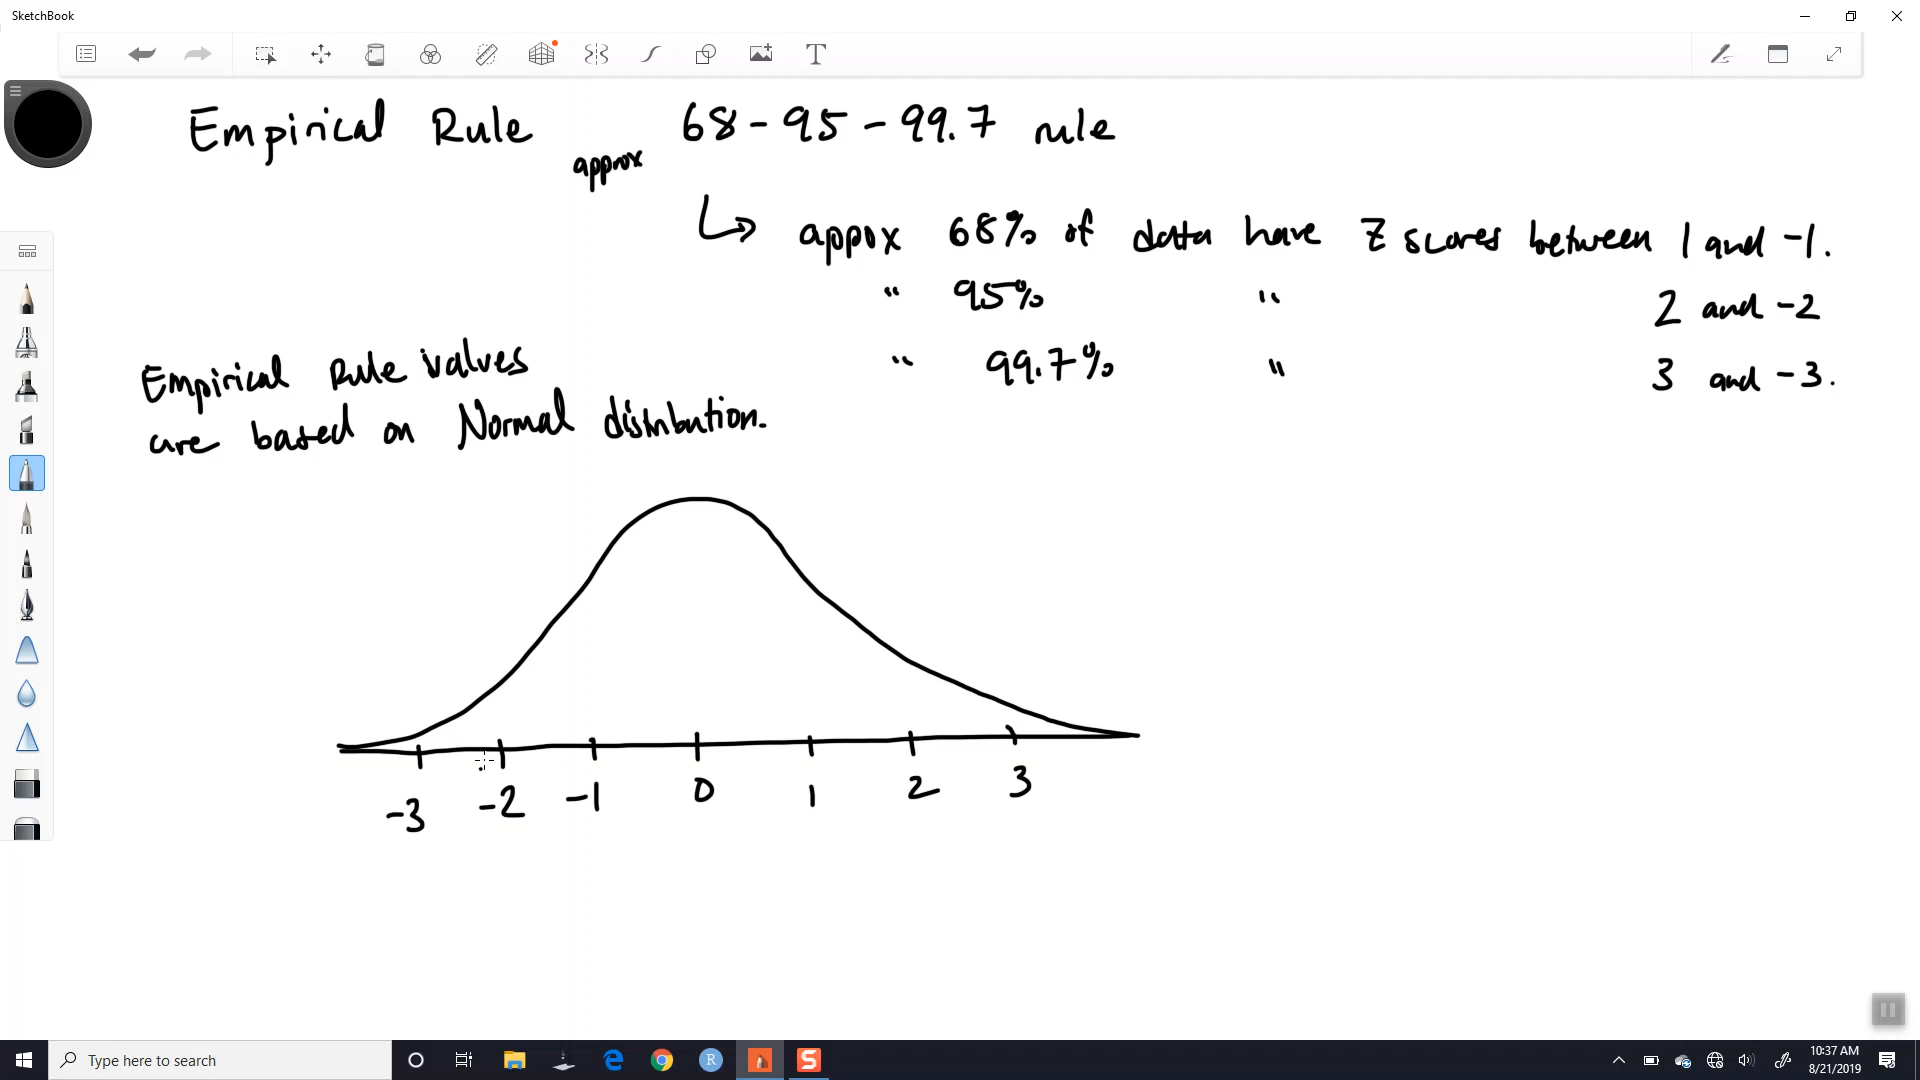 SketchBook
Empirical Rule 68-95-99.7 rule
approx
appox 68% of data have Z scores between 1 and -1.
" 95% " 2 and -2
" 99.7% " 3 and -3.
Empirical Rule values
are based on Normal distribution.
-3 -2 -1 0 1 2 3
Type here to search
10:37 AM
8/21/2019